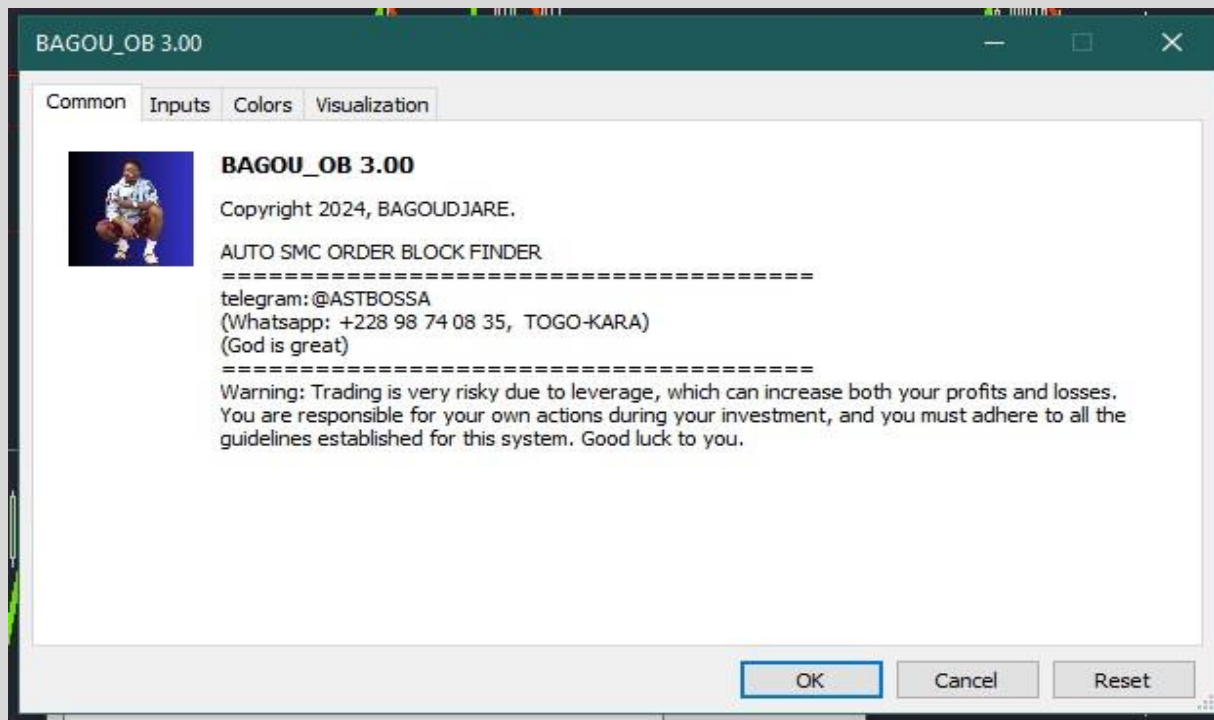 BAGOU_OB 3.00
Common Inputs Colors Visualization
BAGOU_OB 3.00
Copyright 2024, BAGOUDJARE.
AUTO SMC ORDER BLOCK FINDER
======================================
telegram:@ASTBOSSA
(Whatsapp: +228 98 74 08 35, TOGO-KARA)
(God is great)
======================================
Warning: Trading is very risky due to leverage, which can increase both your profits and losses.
You are responsible for your own actions during your investment, and you must adhere to all the
guidelines established for this system. Good luck to you.
OK Cancel Reset